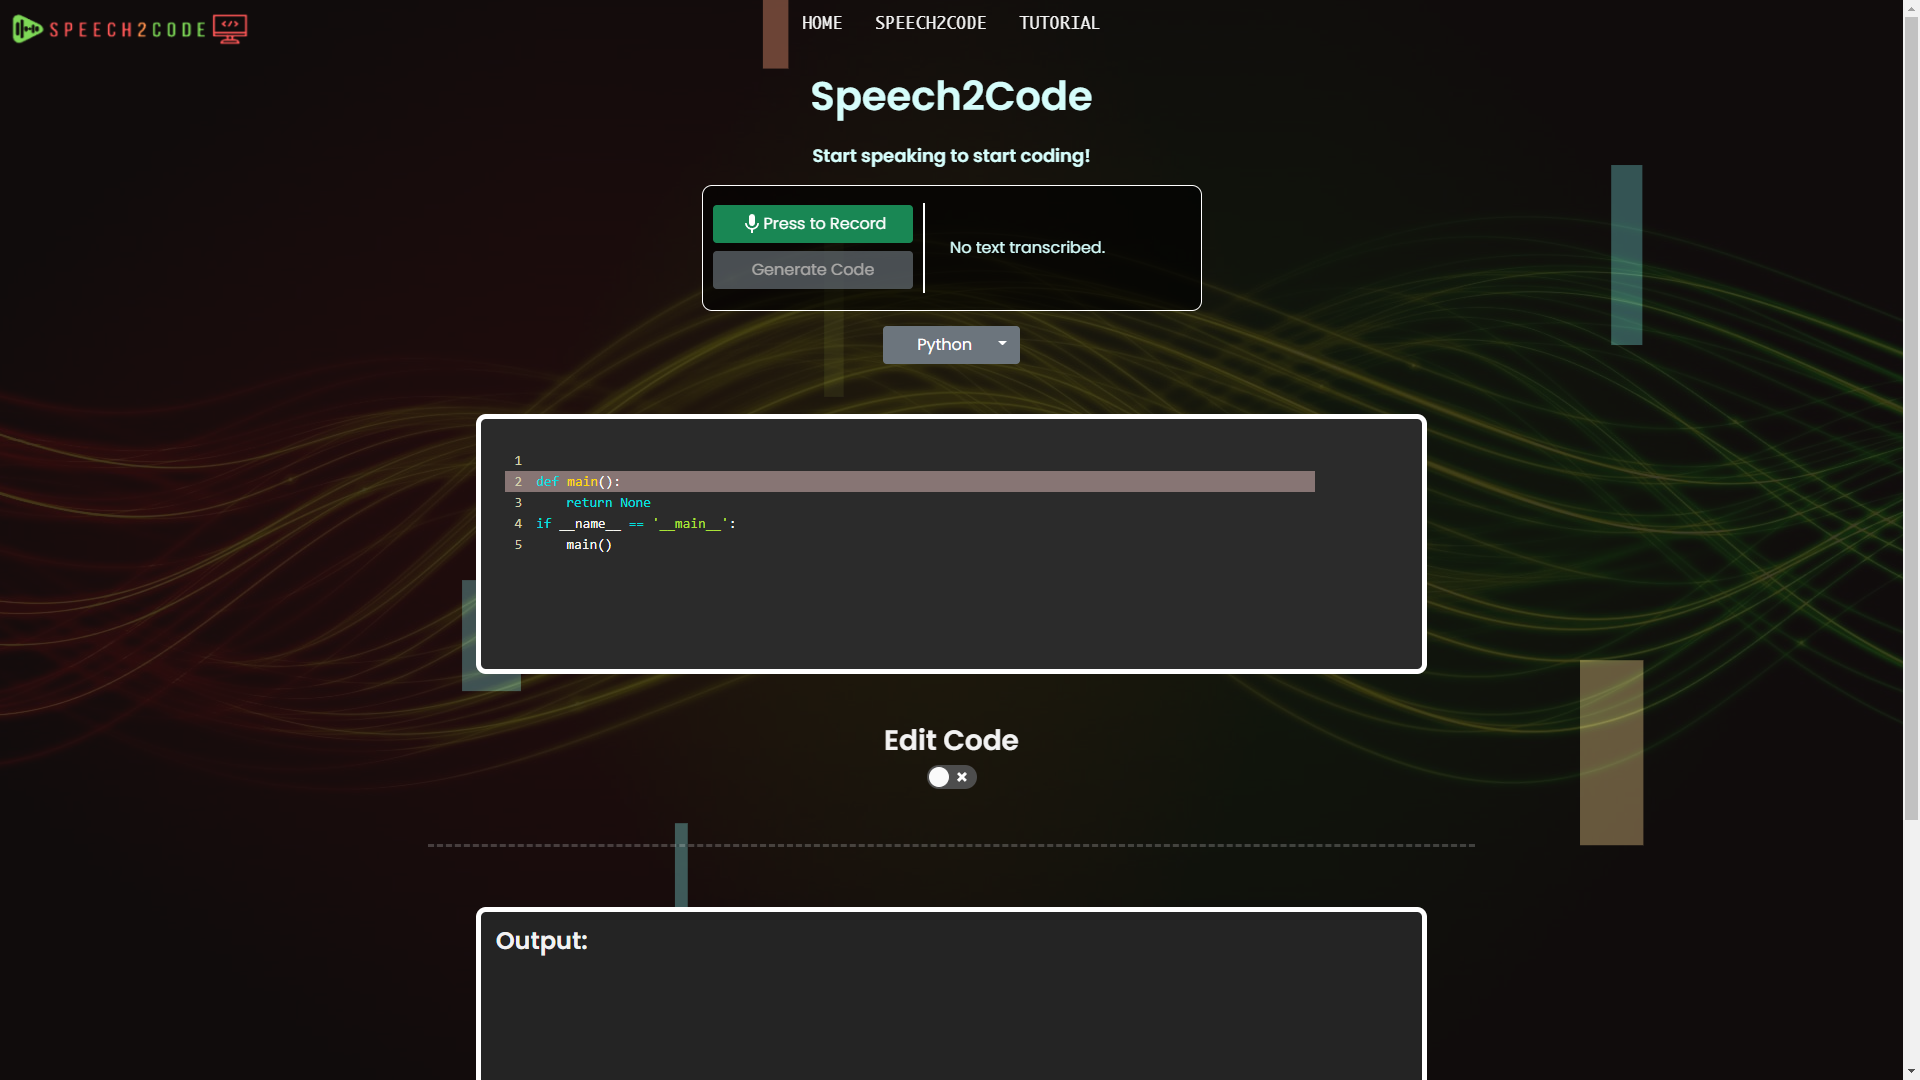 SPEECH2CODE </>
HOME SPEECH2CODE TUTORIAL
Speech2Code
Start speaking to start coding!
Press to Record
Generate Code
No text transcribed.
Python
1
2 def main():
3     return None
4 if __name__ == '__main__':
5     main()
Edit Code
Output: